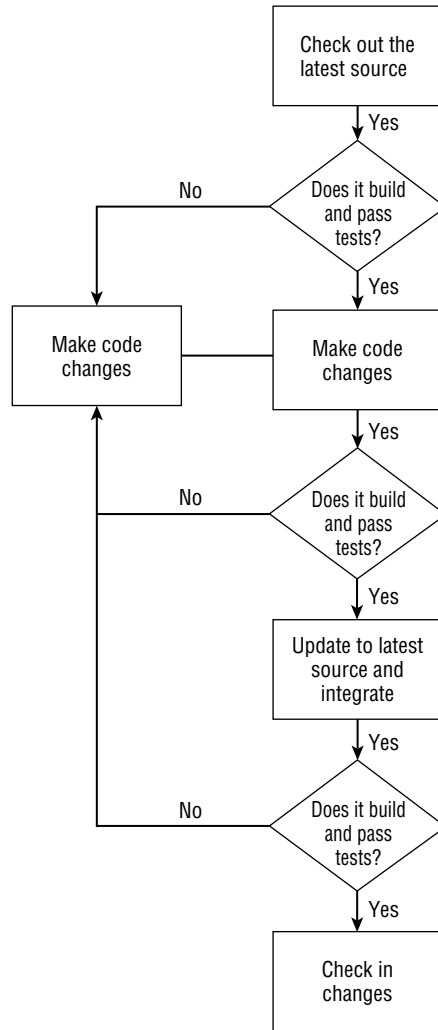 Check out the
latest source
Yes
No
Does it build
and pass
tests?
Yes
Make code
changes
Make code
changes
Yes
No
Does it build
and pass
tests?
Yes
Update to latest
source and
integrate
Yes
No
Does it build
and pass
tests?
Yes
Check in
changes